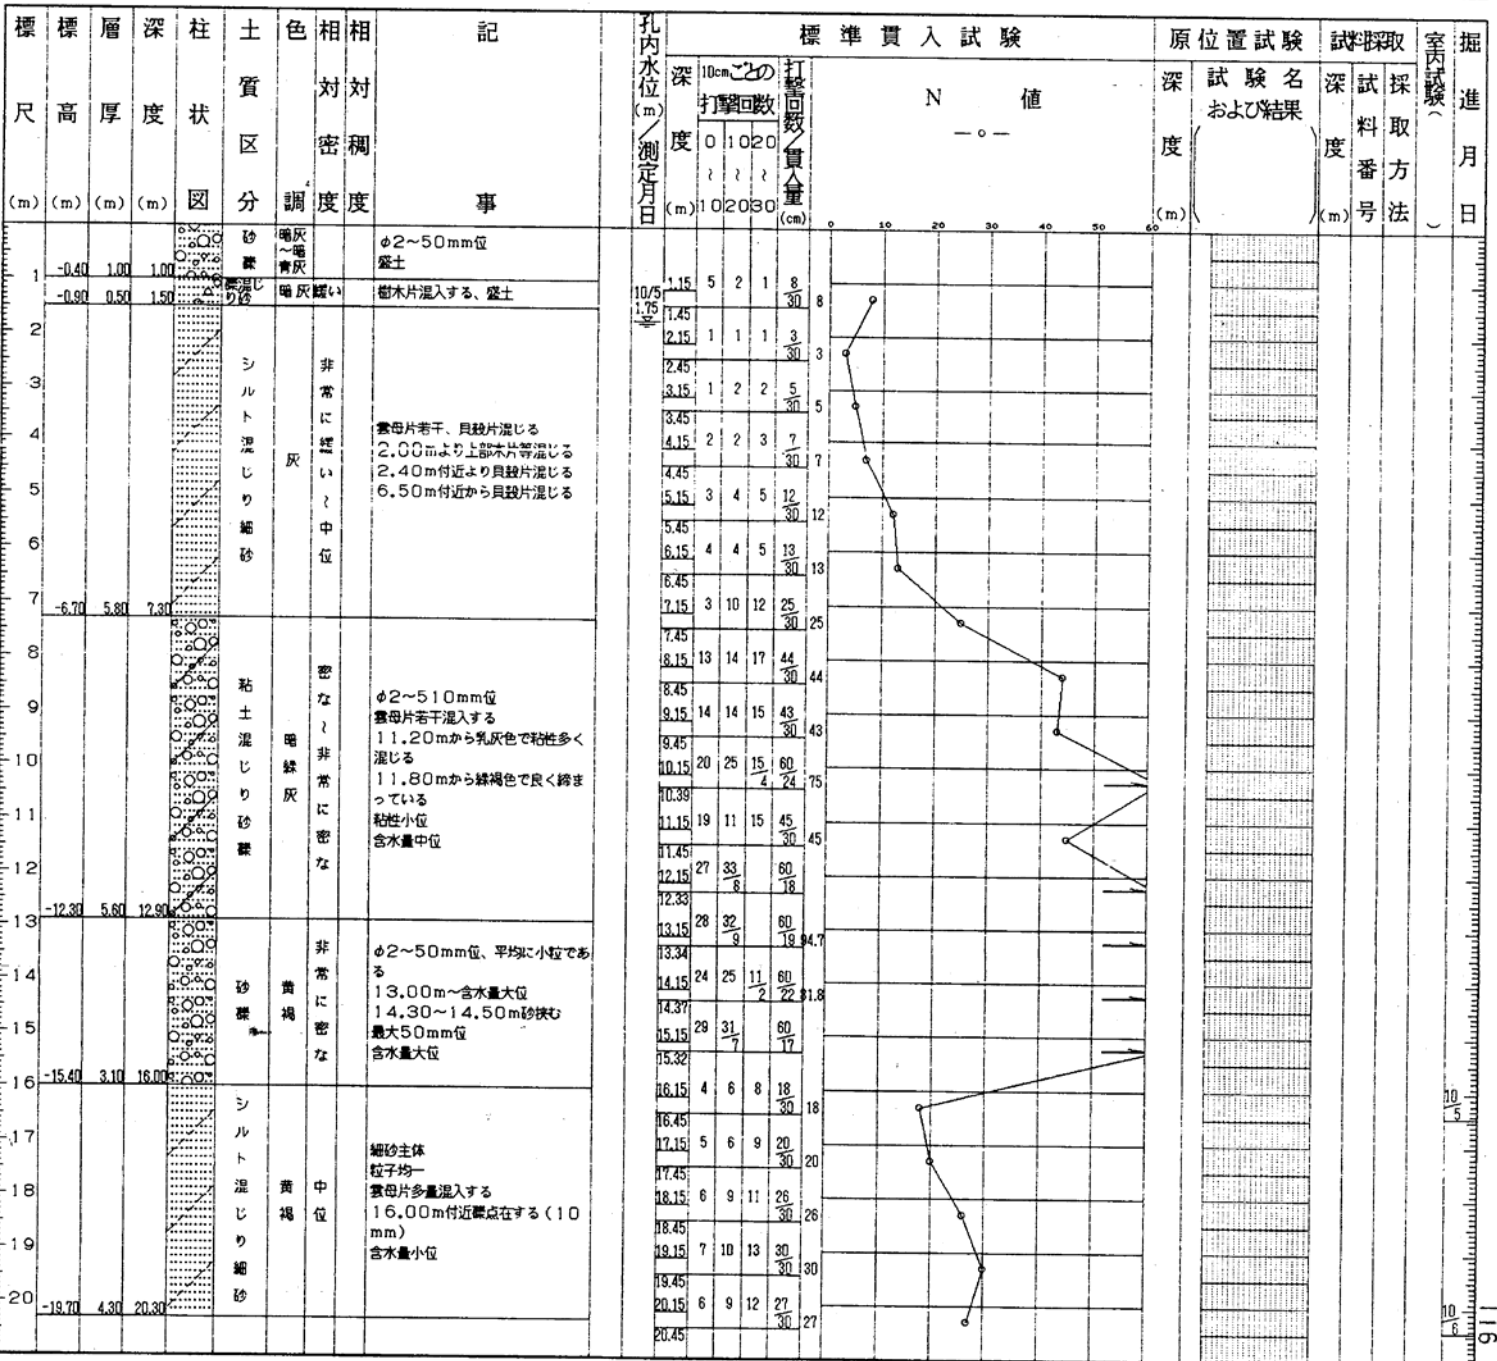 標尺(m) 標高(m) 層厚(m) 深度(m) 柱状図 土質区分 色調 相対密度 相対稠度 記事 孔内水位(m)/測定月日 標準貫入試験 原位置試験 試料採取 室内試験( ) 掘進月日
深度(m) 10cmごとの打撃回数 打撃回数/貫入量(cm) N 値 深度(m) 試験名および結果 深度(m) 試料番号 採取方法
0〜10 10〜20 20〜30
—o—
0 10 20 30 40 50 60
-0.40 1.00 1.00 砂礫 暗灰〜暗青灰
φ2〜50mm位
盛土
-0.90 0.50 1.50 礫混じり砂 暗灰 緩い 樹木片混入する、盛土
10/5
1.75
-6.70 5.80 7.30 シルト混じり細砂 灰 非常に緩い〜中位
雲母片若干、貝殻片混じる
2.00mより上部木片等混じる
2.40m付近より貝殻片混じる
6.50m付近から貝殻片混じる
-12.30 5.60 12.90 粘土混じり砂礫 暗緑灰 密な〜非常に密な
φ2〜510mm位
雲母片若干混入する
11.20mから乳灰色で粘性多く
混じる
11.80mから緑褐色で良く締ま
っている
粘性小位
含水量中位
-15.40 3.10 16.00 砂礫 黄褐 非常に密な
φ2〜50mm位、平均に小粒であ
る
13.00m〜含水量大位
14.30〜14.50m砂挟む
最大50mm位
含水量大位
-19.70 4.30 20.30 シルト混じり細砂 黄褐 中位
細砂主体
粒子均一
雲母片多量混入する
16.00m付近礫点在する(10
mm)
含水量小位
1
2
3
4
5
6
7
8
9
10
11
12
13
14
15
16
17
18
19
20
1.15 5 2 1 8/30 8
1.45
2.15 1 1 1 3/30 3
2.45
3.15 1 2 2 5/30 5
3.45
4.15 2 2 3 7/30 7
4.45
5.15 3 4 5 12/30 12
5.45
6.15 4 4 5 13/30 13
6.45
7.15 3 10 12 25/30 25
7.45
8.15 13 14 17 44/30 44
8.45
9.15 14 14 15 43/30 43
9.45
10.15 20 25 15/4 60/24 75
10.39
11.15 19 11 15 45/30 45
11.45
12.15 27 33/8 60/18
12.33
13.15 28 32/9 60/19 94.7
13.34
14.15 24 25 11/2 60/22 81.8
14.37
15.15 29 31/7 60/17
15.32
16.15 4 6 8 18/30 18
16.45
17.15 5 6 9 20/30 20
17.45
18.15 6 9 11 26/30 26
18.45
19.15 7 10 13 30/30 30
19.45
20.15 6 9 12 27/30 27
20.45
10/5
10/6
116